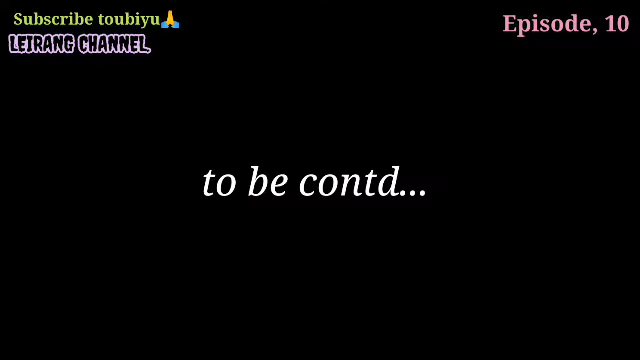 Subscribe toubiyu🙏
LEIRANG CHANNEL
Episode, 10
to be contd...